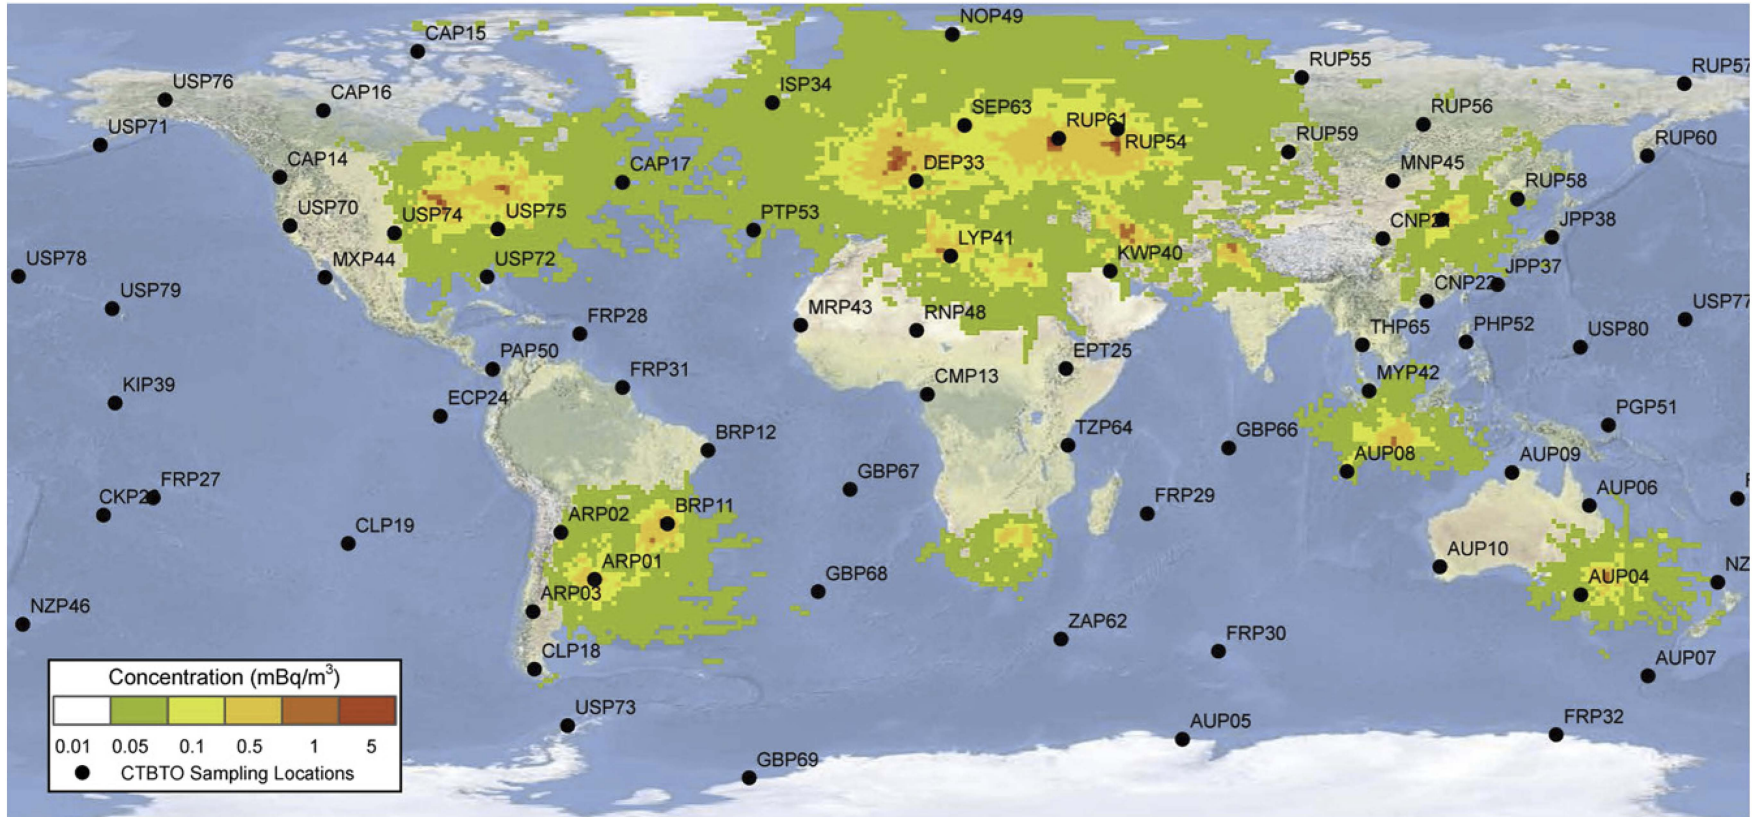 NOP49
CAP15
RUP55
RUP57
USP76
CAP16
ISP34
SEP63
RUP61
RUP56
USP71
RUP54
RUP59
RUP60
CAP14
CAP17
DEP33
MNP45
RUP58
USP70
USP74
USP75
PTP53
CNP21
JPP38
LYP41
KWP40
USP78
MXP44
USP72
JPP37
USP79
CNP22
USP77
FRP28
MRP43
RNP48
THP65
PHP52
USP80
PAP50
EPT25
KIP39
FRP31
CMP13
MYP42
ECP24
PGP51
BRP12
TZP64
GBP66
AUP08
AUP09
FRP27
GBP67
AUP06
CKP23
FRP29
BRP11
ARP02
CLP19
AUP10
ARP01
GBP68
AUP04
NZ
ARP03
NZP46
ZAP62
FRP30
CLP18
AUP07
USP73
AUP05
FRP32
GBP69
Concentration (mBq/m³)
0.01 0.05 0.1 0.5 1 5
CTBTO Sampling Locations